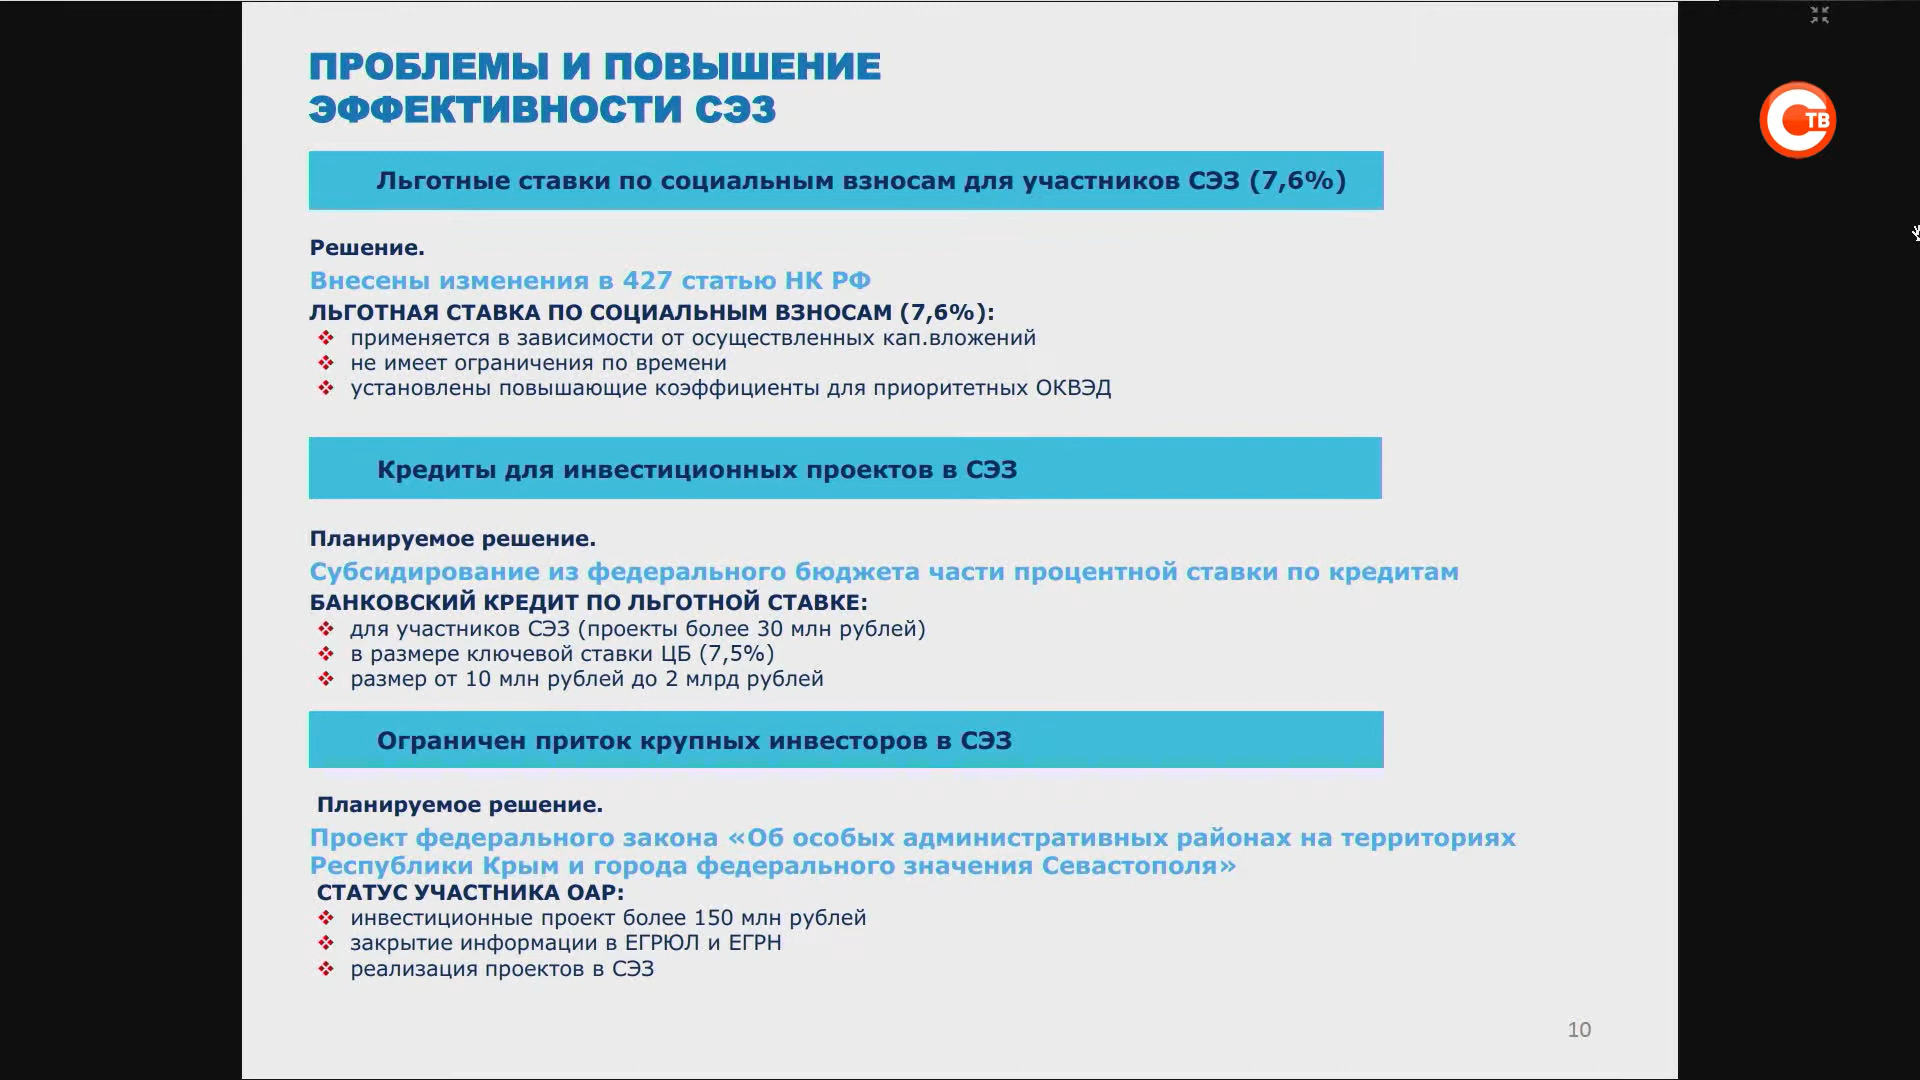 ПРОБЛЕМЫ И ПОВЫШЕНИЕ
ЭФФЕКТИВНОСТИ СЭЗ
ТВ
Льготные ставки по социальным взносам для участников СЭЗ (7,6%)
Решение.
Внесены изменения в 427 статью НК РФ
ЛЬГОТНАЯ СТАВКА ПО СОЦИАЛЬНЫМ ВЗНОСАМ (7,6%):
применяется в зависимости от осуществленных кап.вложений
не имеет ограничения по времени
установлены повышающие коэффициенты для приоритетных ОКВЭД
Кредиты для инвестиционных проектов в СЭЗ
Планируемое решение.
Субсидирование из федерального бюджета части процентной ставки по кредитам
БАНКОВСКИЙ КРЕДИТ ПО ЛЬГОТНОЙ СТАВКЕ:
для участников СЭЗ (проекты более 30 млн рублей)
в размере ключевой ставки ЦБ (7,5%)
размер от 10 млн рублей до 2 млрд рублей
Ограничен приток крупных инвесторов в СЭЗ
Планируемое решение.
Проект федерального закона «Об особых административных районах на территориях
Республики Крым и города федерального значения Севастополя»
СТАТУС УЧАСТНИКА ОАР:
инвестиционные проект более 150 млн рублей
закрытие информации в ЕГРЮЛ и ЕГРН
реализация проектов в СЭЗ
10